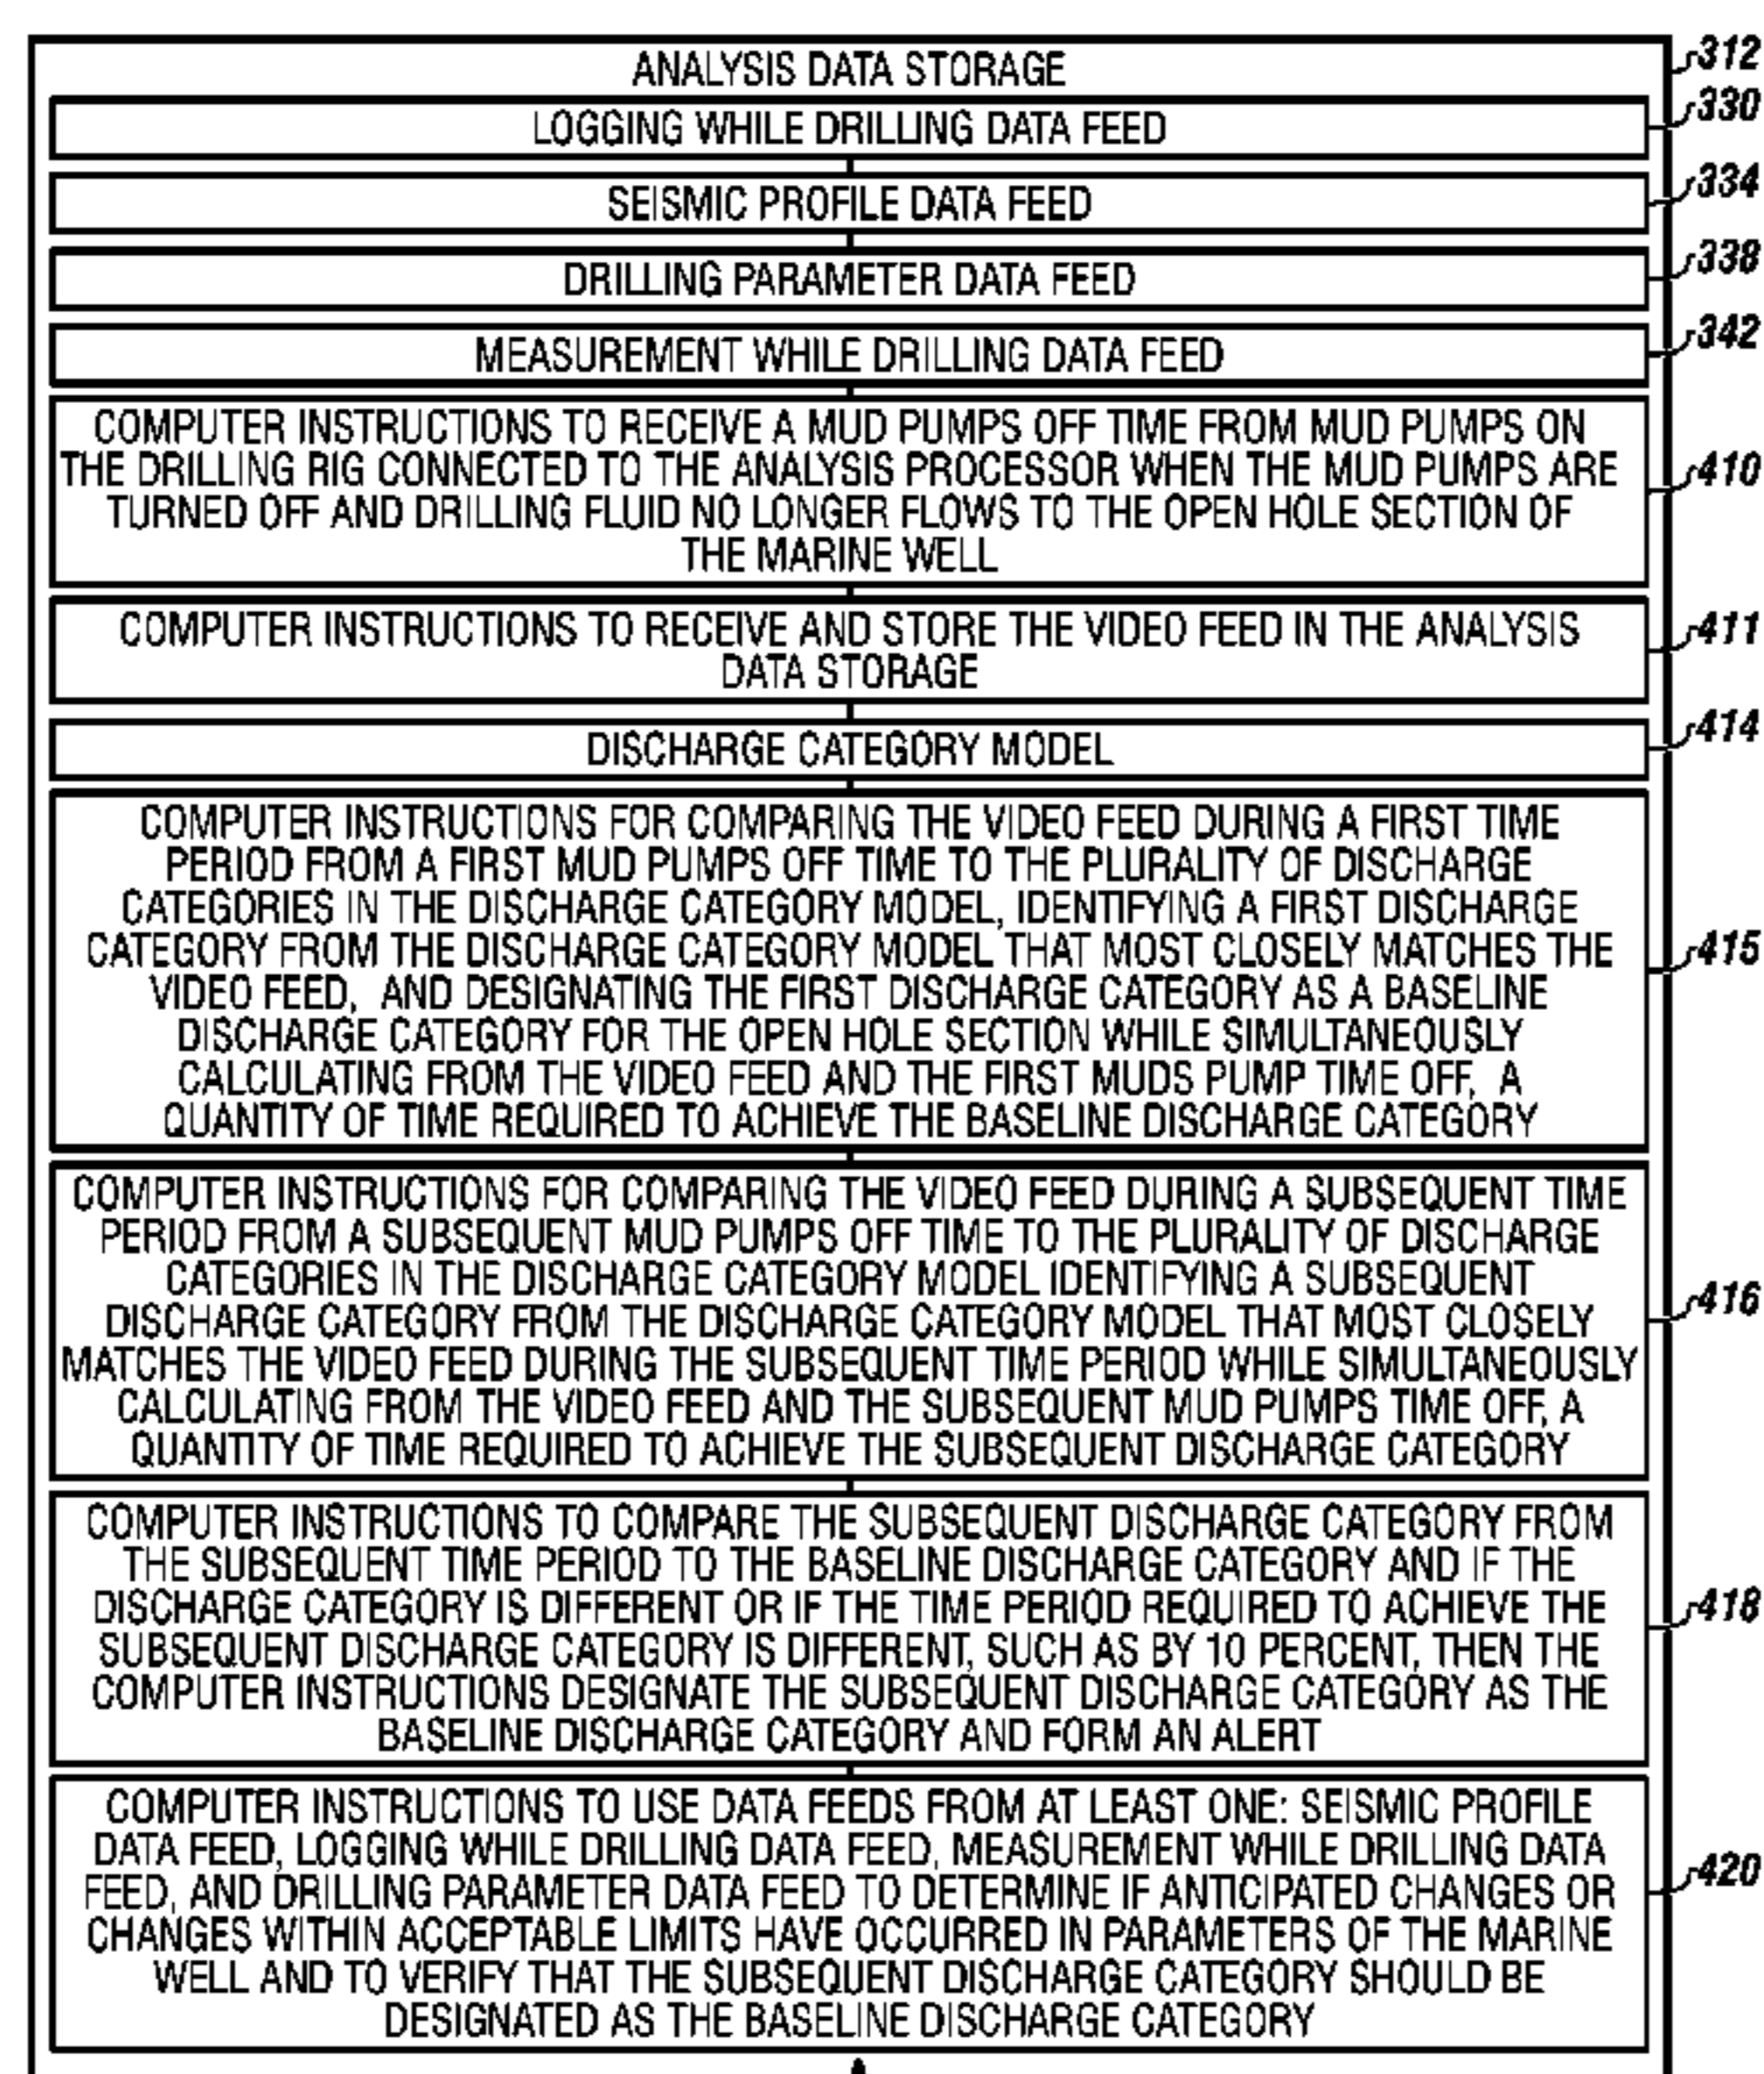 ANALYSIS DATA STORAGE
312
LOGGING WHILE DRILLING DATA FEED
330
SEISMIC PROFILE DATA FEED
334
DRILLING PARAMETER DATA FEED
338
MEASUREMENT WHILE DRILLING DATA FEED
342
COMPUTER INSTRUCTIONS TO RECEIVE A MUD PUMPS OFF TIME FROM MUD PUMPS ON
THE DRILLING RIG CONNECTED TO THE ANALYSIS PROCESSOR WHEN THE MUD PUMPS ARE
TURNED OFF AND DRILLING FLUID NO LONGER FLOWS TO THE OPEN HOLE SECTION OF
THE MARINE WELL
410
COMPUTER INSTRUCTIONS TO RECEIVE AND STORE THE VIDEO FEED IN THE ANALYSIS
DATA STORAGE
411
DISCHARGE CATEGORY MODEL
414
COMPUTER INSTRUCTIONS FOR COMPARING THE VIDEO FEED DURING A FIRST TIME
PERIOD FROM A FIRST MUD PUMPS OFF TIME TO THE PLURALITY OF DISCHARGE
CATEGORIES IN THE DISCHARGE CATEGORY MODEL, IDENTIFYING A FIRST DISCHARGE
CATEGORY FROM THE DISCHARGE CATEGORY MODEL THAT MOST CLOSELY MATCHES THE
VIDEO FEED, AND DESIGNATING THE FIRST DISCHARGE CATEGORY AS A BASELINE
DISCHARGE CATEGORY FOR THE OPEN HOLE SECTION WHILE SIMULTANEOUSLY
CALCULATING FROM THE VIDEO FEED AND THE FIRST MUDS PUMP TIME OFF, A
QUANTITY OF TIME REQUIRED TO ACHIEVE THE BASELINE DISCHARGE CATEGORY
415
COMPUTER INSTRUCTIONS FOR COMPARING THE VIDEO FEED DURING A SUBSEQUENT TIME
PERIOD FROM A SUBSEQUENT MUD PUMPS OFF TIME TO THE PLURALITY OF DISCHARGE
CATEGORIES IN THE DISCHARGE CATEGORY MODEL IDENTIFYING A SUBSEQUENT
DISCHARGE CATEGORY FROM THE DISCHARGE CATEGORY MODEL THAT MOST CLOSELY
MATCHES THE VIDEO FEED DURING THE SUBSEQUENT TIME PERIOD WHILE SIMULTANEOUSLY
CALCULATING FROM THE VIDEO FEED AND THE SUBSEQUENT MUD PUMPS TIME OFF, A
QUANTITY OF TIME REQUIRED TO ACHIEVE THE SUBSEQUENT DISCHARGE CATEGORY
416
COMPUTER INSTRUCTIONS TO COMPARE THE SUBSEQUENT DISCHARGE CATEGORY FROM
THE SUBSEQUENT TIME PERIOD TO THE BASELINE DISCHARGE CATEGORY AND IF THE
DISCHARGE CATEGORY IS DIFFERENT OR IF THE TIME PERIOD REQUIRED TO ACHIEVE THE
SUBSEQUENT DISCHARGE CATEGORY IS DIFFERENT, SUCH AS BY 10 PERCENT, THEN THE
COMPUTER INSTRUCTIONS DESIGNATE THE SUBSEQUENT DISCHARGE CATEGORY AS THE
BASELINE DISCHARGE CATEGORY AND FORM AN ALERT
418
COMPUTER INSTRUCTIONS TO USE DATA FEEDS FROM AT LEAST ONE: SEISMIC PROFILE
DATA FEED, LOGGING WHILE DRILLING DATA FEED, MEASUREMENT WHILE DRILLING DATA
FEED, AND DRILLING PARAMETER DATA FEED TO DETERMINE IF ANTICIPATED CHANGES OR
CHANGES WITHIN ACCEPTABLE LIMITS HAVE OCCURRED IN PARAMETERS OF THE MARINE
WELL AND TO VERIFY THAT THE SUBSEQUENT DISCHARGE CATEGORY SHOULD BE
DESIGNATED AS THE BASELINE DISCHARGE CATEGORY
420